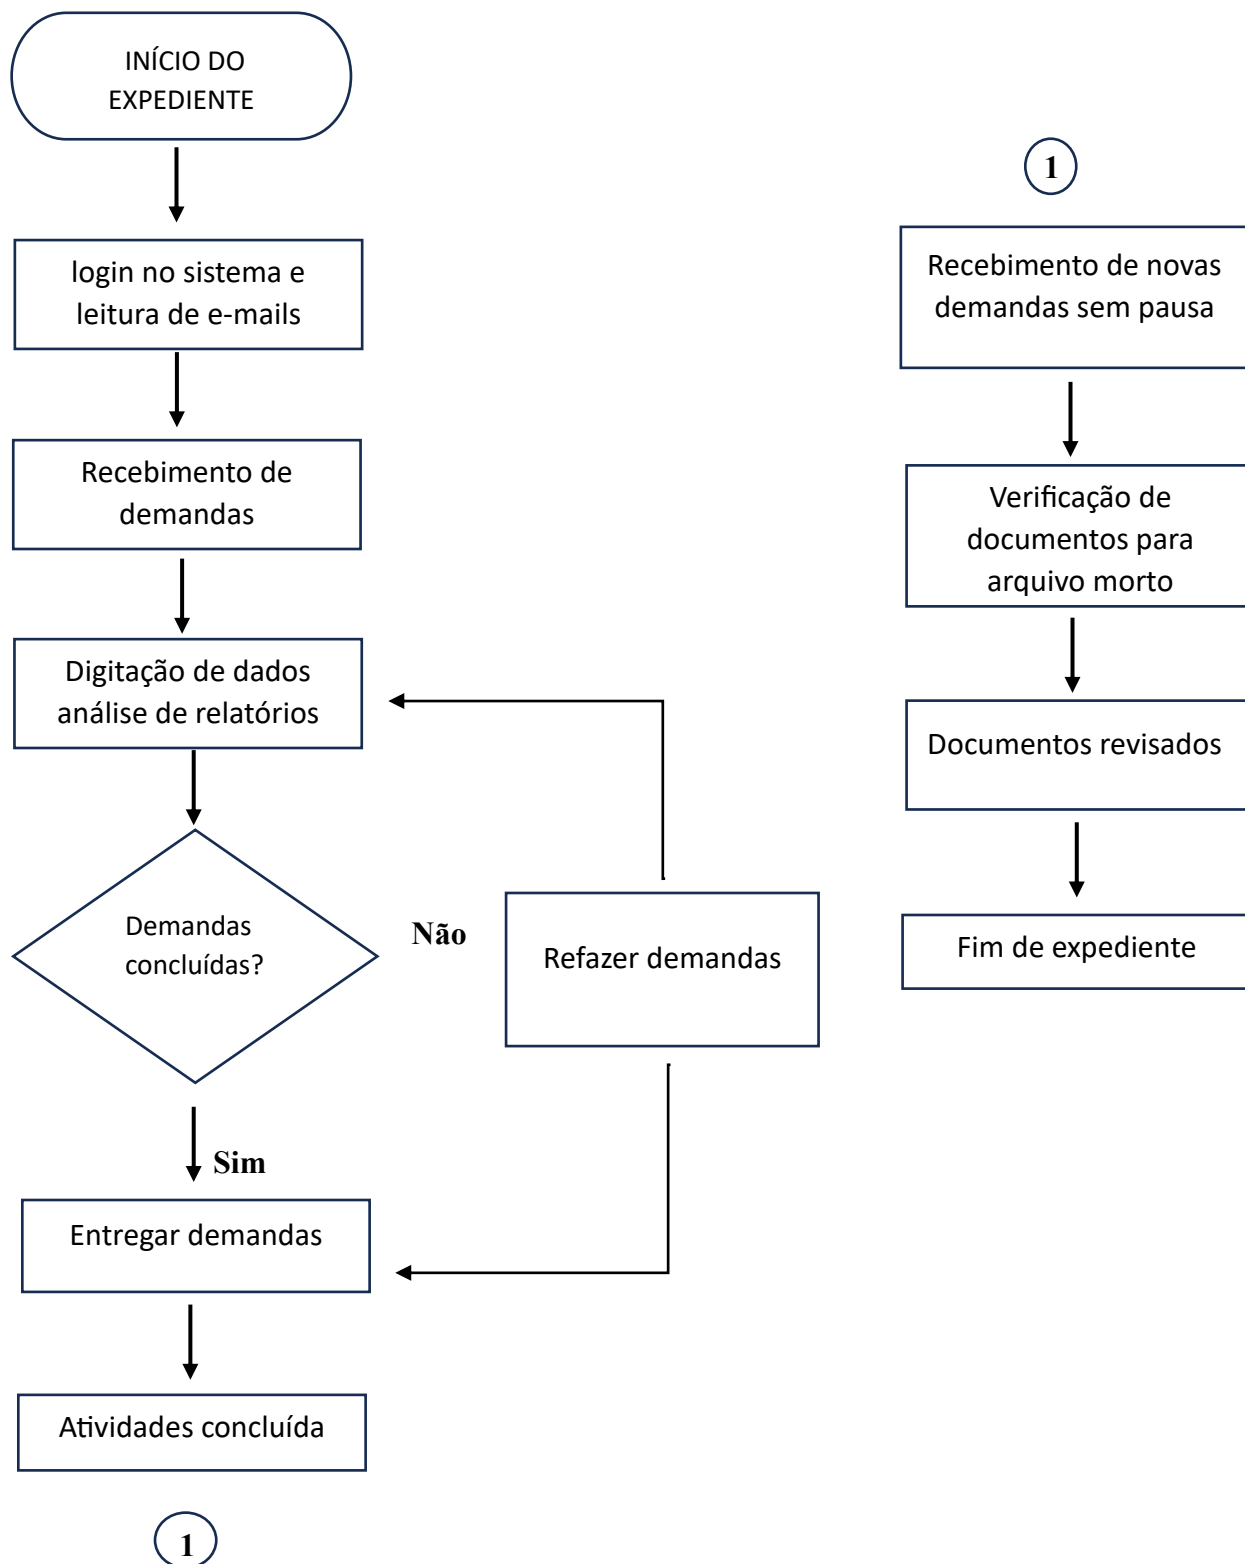 INÍCIO DO
EXPEDIENTE
login no sistema e
leitura de e-mails
Recebimento de
demandas
Digitação de dados
análise de relatórios
Demandas
concluídas?
Não
Refazer demandas
Sim
Entregar demandas
Atividades concluída
1
1
Recebimento de novas
demandas sem pausa
Verificação de
documentos para
arquivo morto
Documentos revisados
Fim de expediente